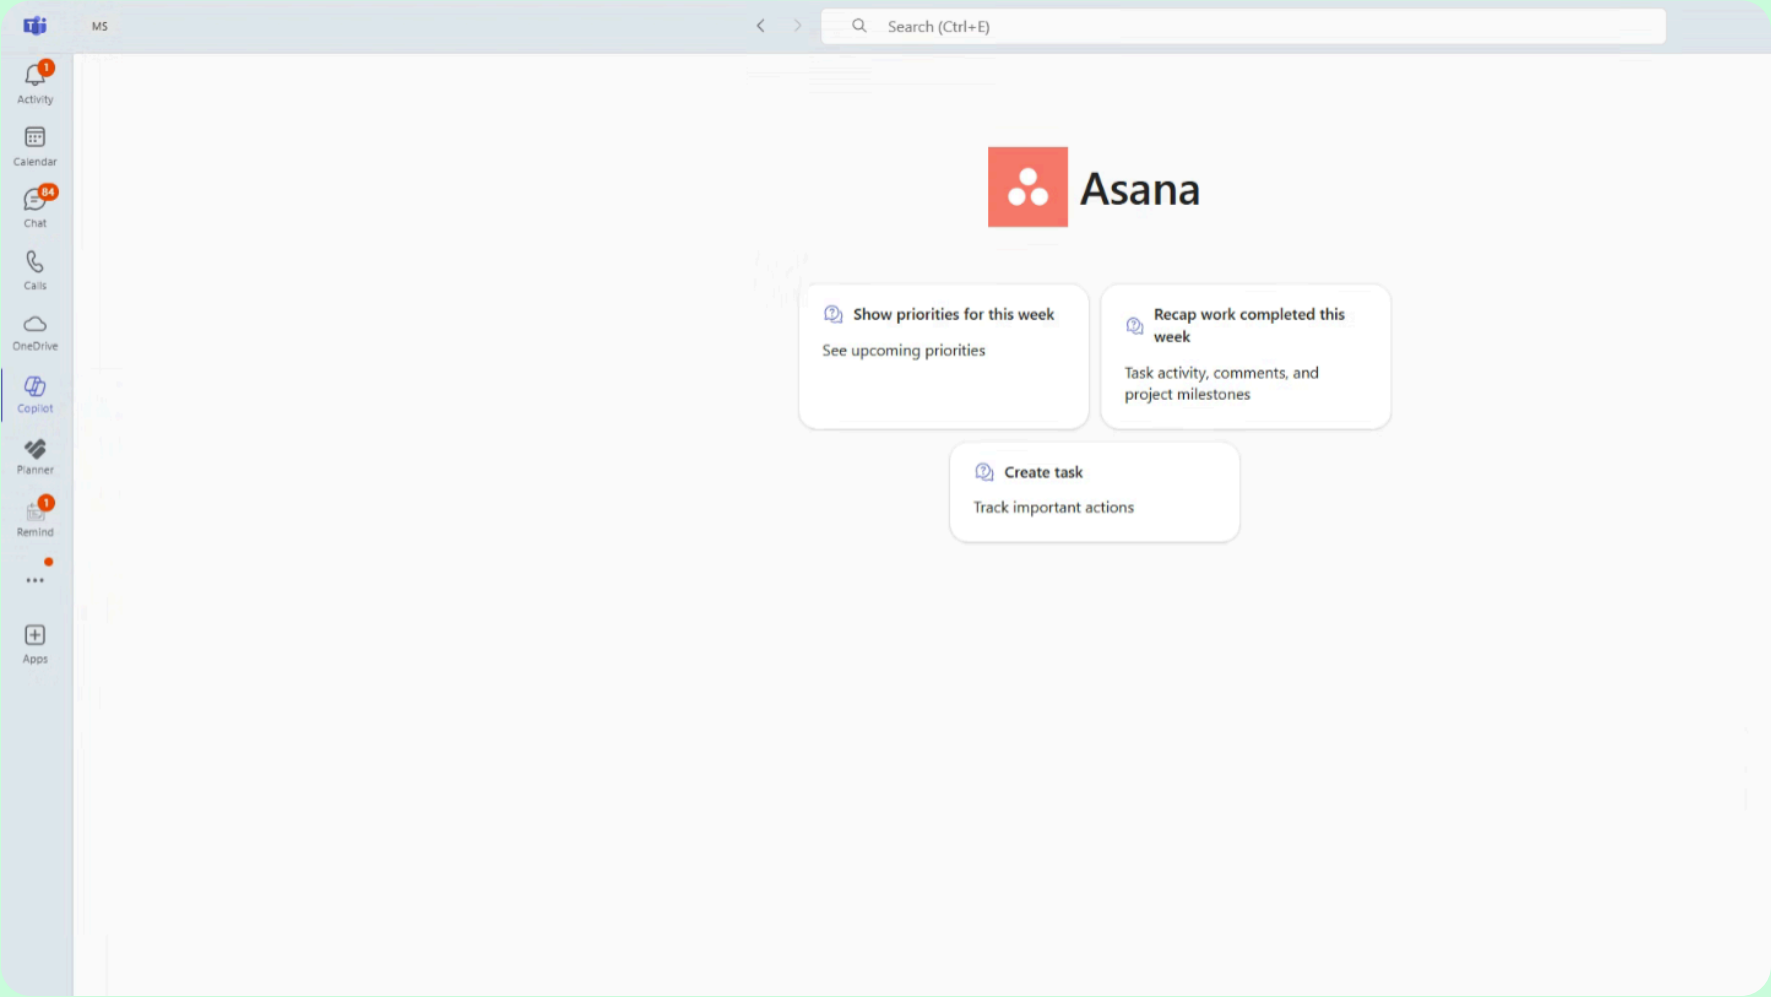 MS
Search (Ctrl+E)
1
Activity
Calendar
84
Chat
Calls
OneDrive
Copilot
Planner
1
Remind
Apps
Asana
Show priorities for this week
See upcoming priorities
Recap work completed this
week
Task activity, comments, and
project milestones
Create task
Track important actions